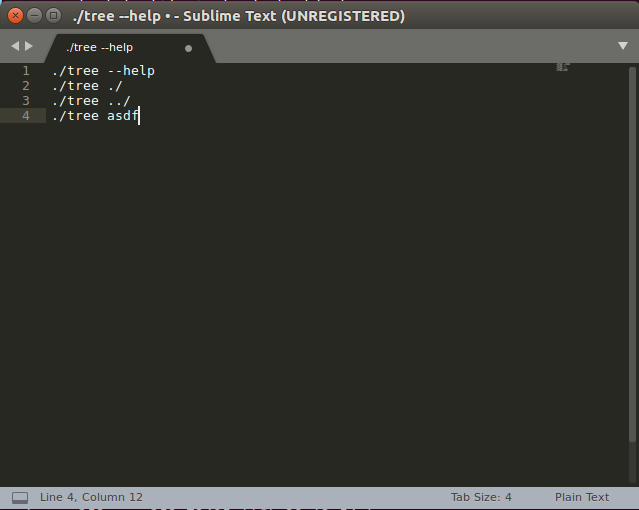 ./tree --help • - Sublime Text (UNREGISTERED)
./tree --help
1 ./tree --help
2 ./tree ./
3 ./tree ../
4 ./tree asdf
Line 4, Column 12 Tab Size: 4 Plain Text